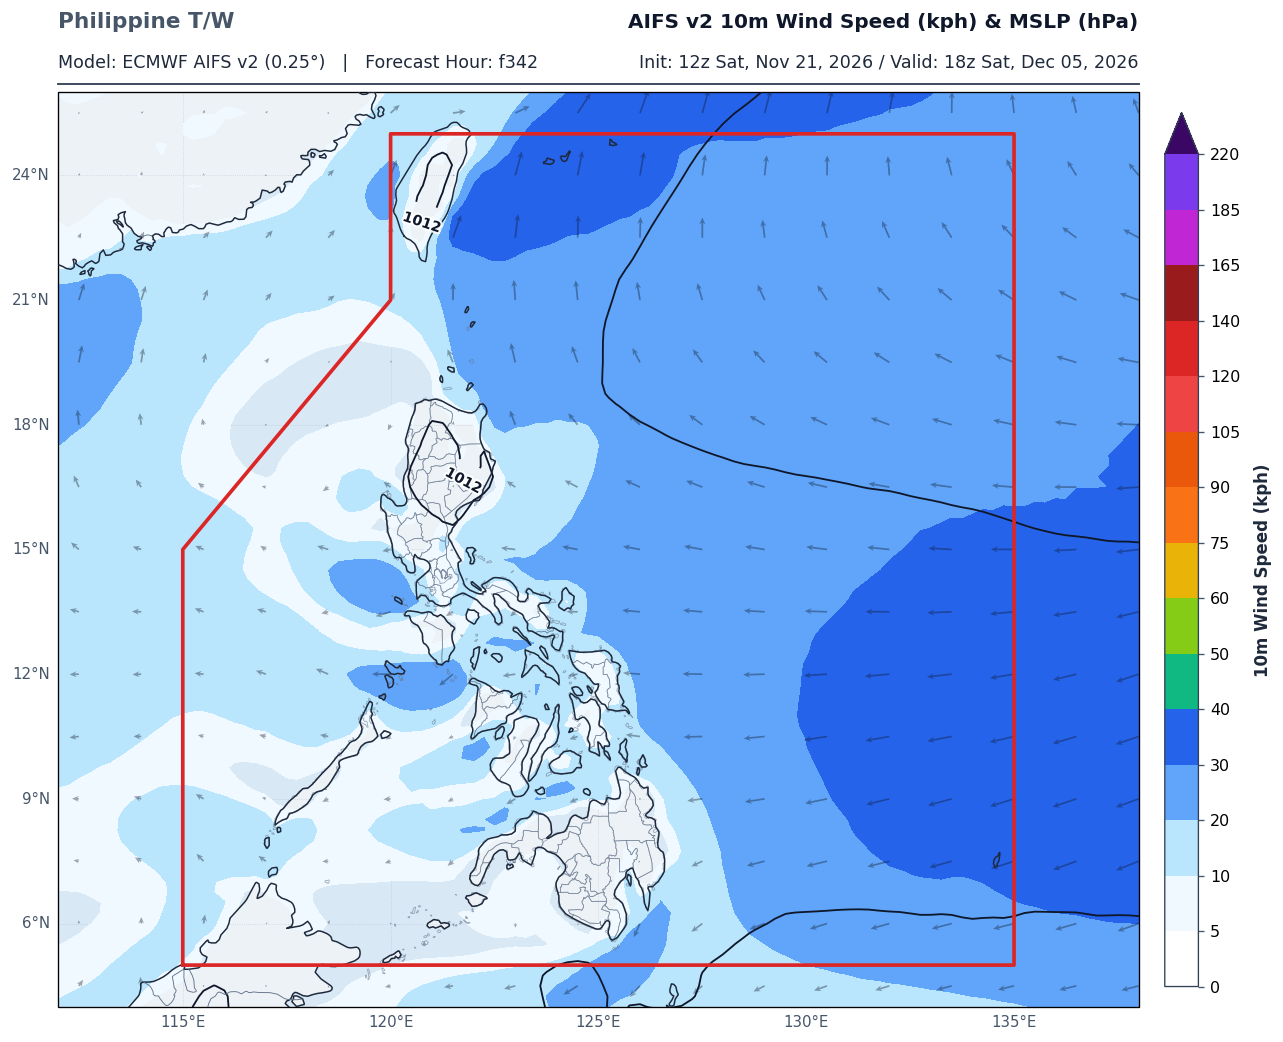 Philippine T/W
AIFS v2 10m Wind Speed (kph) & MSLP (hPa)
Model: ECMWF AIFS v2 (0.25°) | Forecast Hour: f342
Init: 12z Sat, Nov 21, 2026 / Valid: 18z Sat, Dec 05, 2026
24°N
21°N
18°N
15°N
12°N
9°N
6°N
1012
1012
115°E
120°E
125°E
130°E
135°E
220
185
165
140
120
105
90
75
60
50
40
30
20
10
5
0
10m Wind Speed (kph)